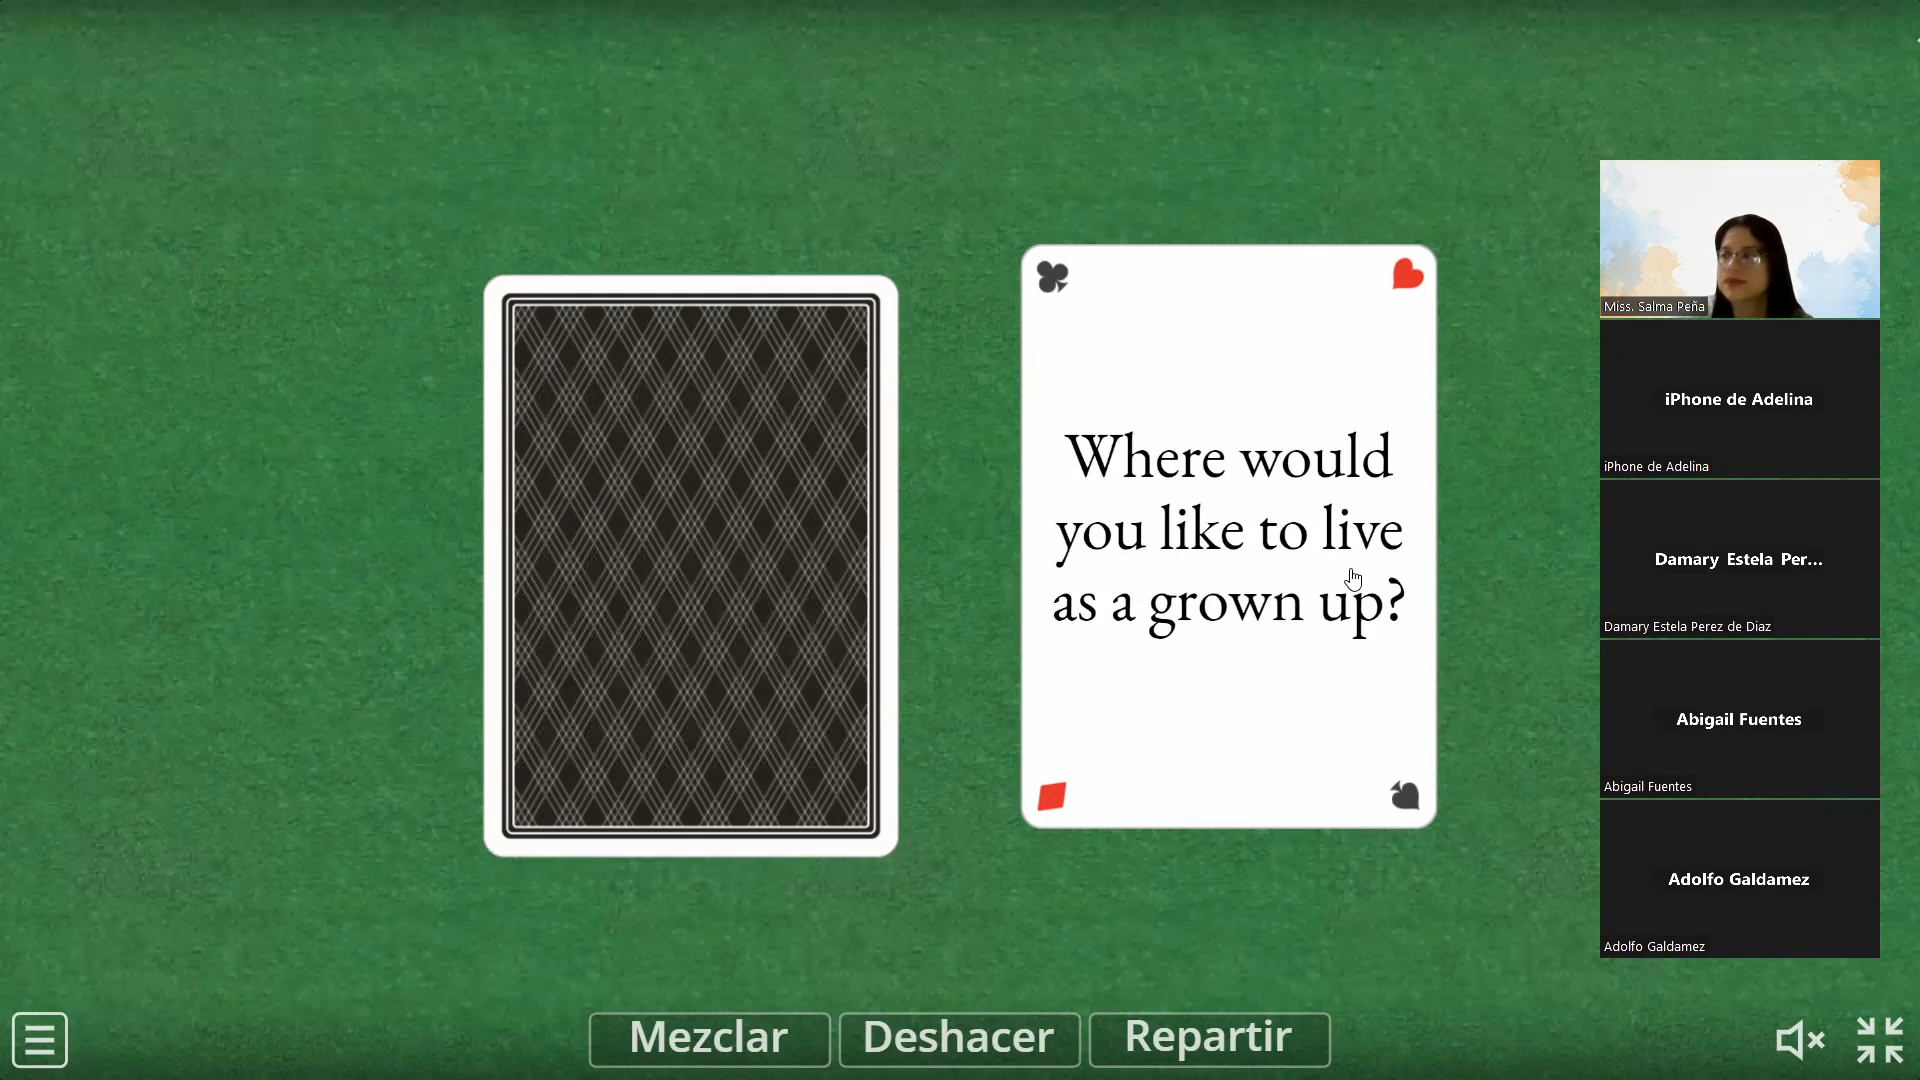 Where would
you like to live
as a grown up?
Miss. Salma Peña
iPhone de Adelina
iPhone de Adelina
Damary Estela Per...
Damary Estela Perez de Diaz
Abigail Fuentes
Abigail Fuentes
Adolfo Galdamez
Adolfo Galdamez
Mezclar
Deshacer
Repartir